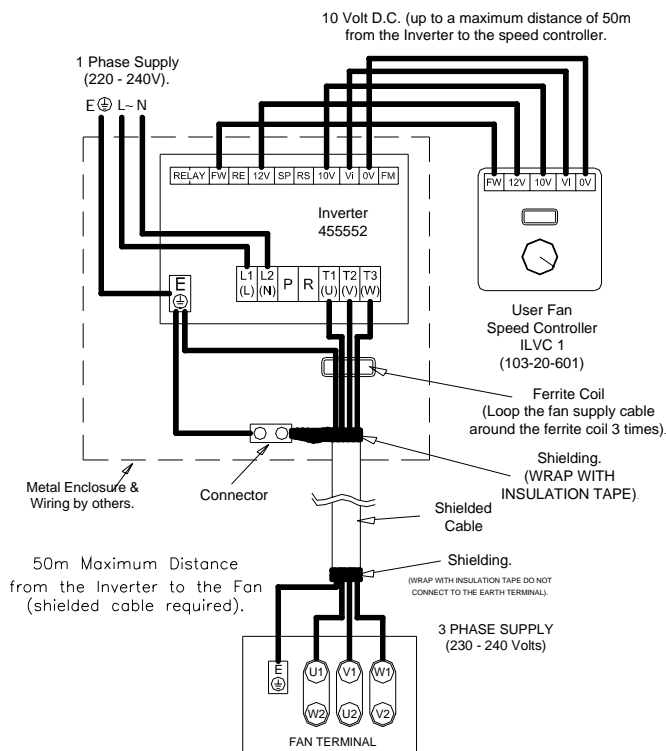 10 Volt D.C. (up to a maximum distance of 50m
from the Inverter to the speed controller.
1 Phase Supply
(220 - 240V).
E L~ N
RELAY FW RE 12V SP RS 10V Vi 0V FM
FW 12V 10V VI 0V
Inverter
455552
L1 L2 P R T1 T2 T3
(L) (N) (U) (V) (W)
E
User Fan
Speed Controller
ILVC 1
(103-20-601)
Ferrite Coil
(Loop the fan supply cable
around the ferrite coil 3 times).
Shielding.
(WRAP WITH
INSULATION TAPE).
Metal Enclosure &
Wiring by others.
Connector
Shielded
Cable
50m Maximum Distance
from the Inverter to the Fan
(shielded cable required).
Shielding.
(WRAP WITH INSULATION TAPE DO NOT
CONNECT TO THE EARTH TERMINAL).
3 PHASE SUPPLY
(230 - 240 Volts)
E U1 V1 W1
W2 U2 V2
FAN TERMINAL